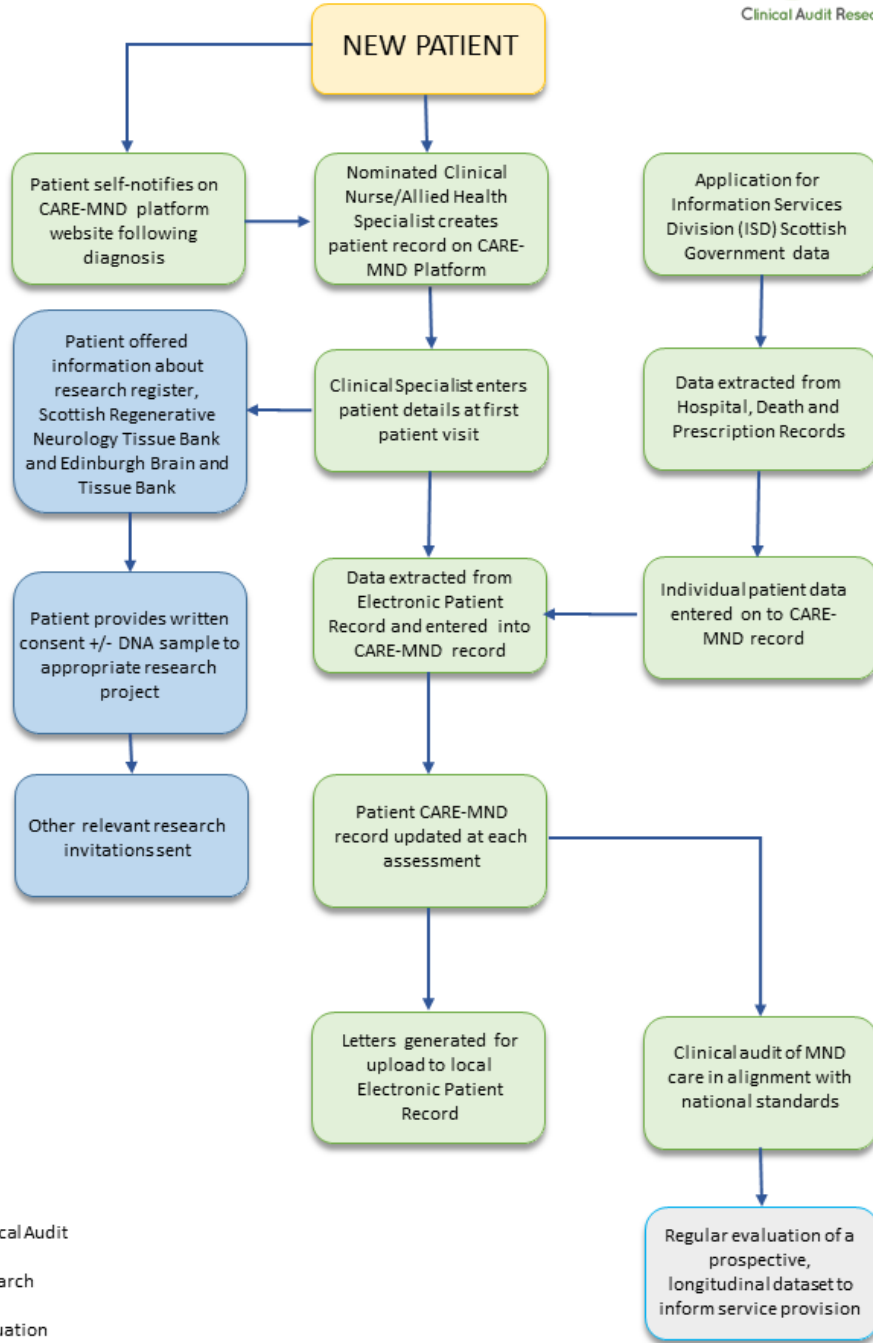 Clinical Audit Resea
NEW PATIENT
Patient self-notifies on
CARE-MND platform
website following
diagnosis
Nominated Clinical
Nurse/Allied Health
Specialist creates
patient record on CARE-
MND Platform
Application for
Information Services
Division (ISD) Scottish
Government data
Patient offered
information about
research register,
Scottish Regenerative
Neurology Tissue Bank
and Edinburgh Brain and
Tissue Bank
Clinical Specialist enters
patient details at first
patient visit
Data extracted from
Hospital, Death and
Prescription Records
Patient provides written
consent +/- DNA sample to
appropriate research
project
Data extracted from
Electronic Patient
Record and entered into
CARE-MND record
Individual patient data
entered on to CARE-
MND record
Other relevant research
invitations sent
Patient CARE-MND
record updated at each
assessment
Letters generated for
upload to local
Electronic Patient
Record
Clinical audit of MND
care in alignment with
national standards
Regular evaluation of a
prospective,
longitudinal dataset to
inform service provision
ical Audit
arch
uation